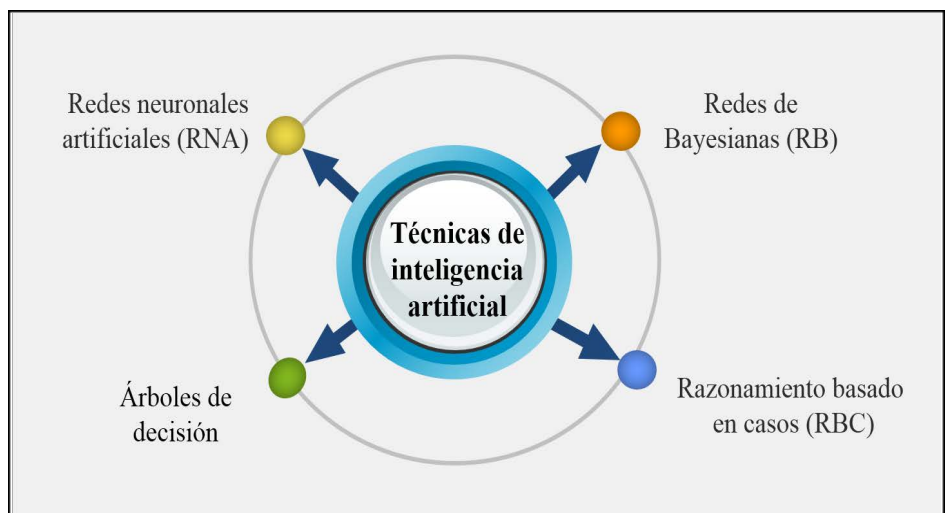 Redes neuronales
artificiales (RNA)
Redes de
Bayesianas (RB)
Técnicas de
inteligencia
artificial
Árboles de
decisión
Razonamiento basado
en casos (RBC)